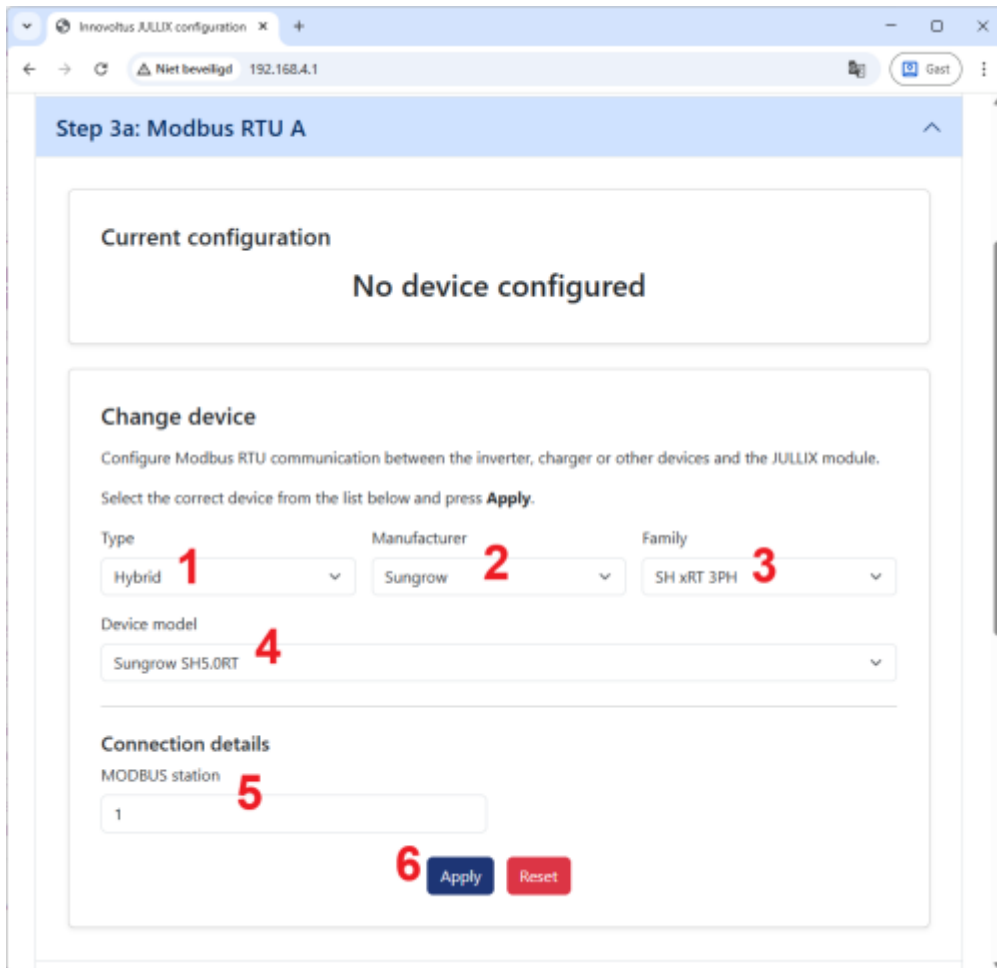 Innovoltus JULLIX configuration
Niet beveiligd 192.168.4.1 Gast
Step 3a: Modbus RTU A
Current configuration
No device configured
Change device
Configure Modbus RTU communication between the inverter, charger or other devices and the JULLIX module.
Select the correct device from the list below and press Apply.
Type Manufacturer Family
Hybrid 1 Sungrow 2 SH xRT 3PH 3
Device model
Sungrow SH5.0RT 4
Connection details
MODBUS station
5
1
6 Apply Reset